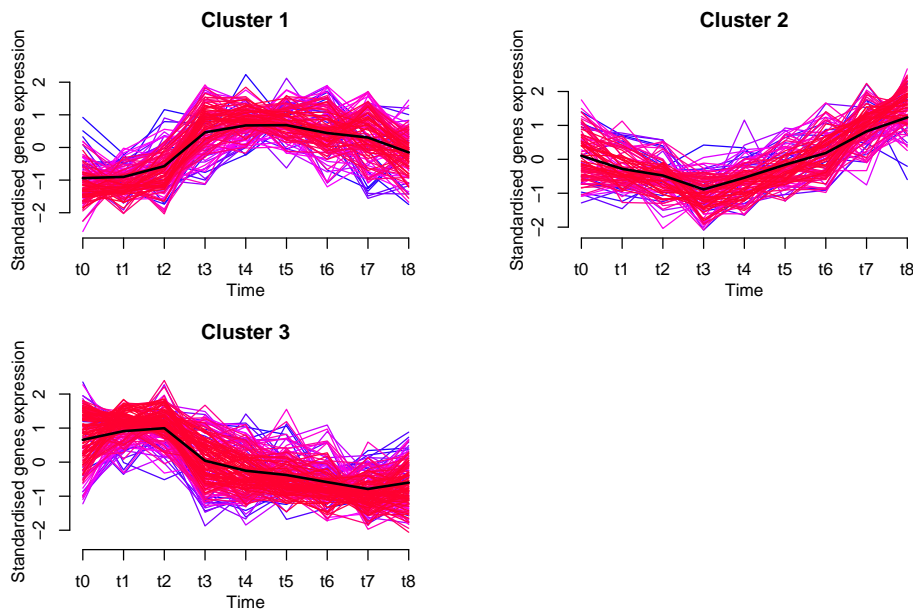 Cluster 1
Standardised genes expression
2
1
0
−1
−2
t0 t1 t2 t3 t4 t5 t6 t7 t8
Time
Cluster 2
Standardised genes expression
2
1
0
−1
−2
t0 t1 t2 t3 t4 t5 t6 t7 t8
Time
Cluster 3
Standardised genes expression
2
1
0
−1
−2
t0 t1 t2 t3 t4 t5 t6 t7 t8
Time